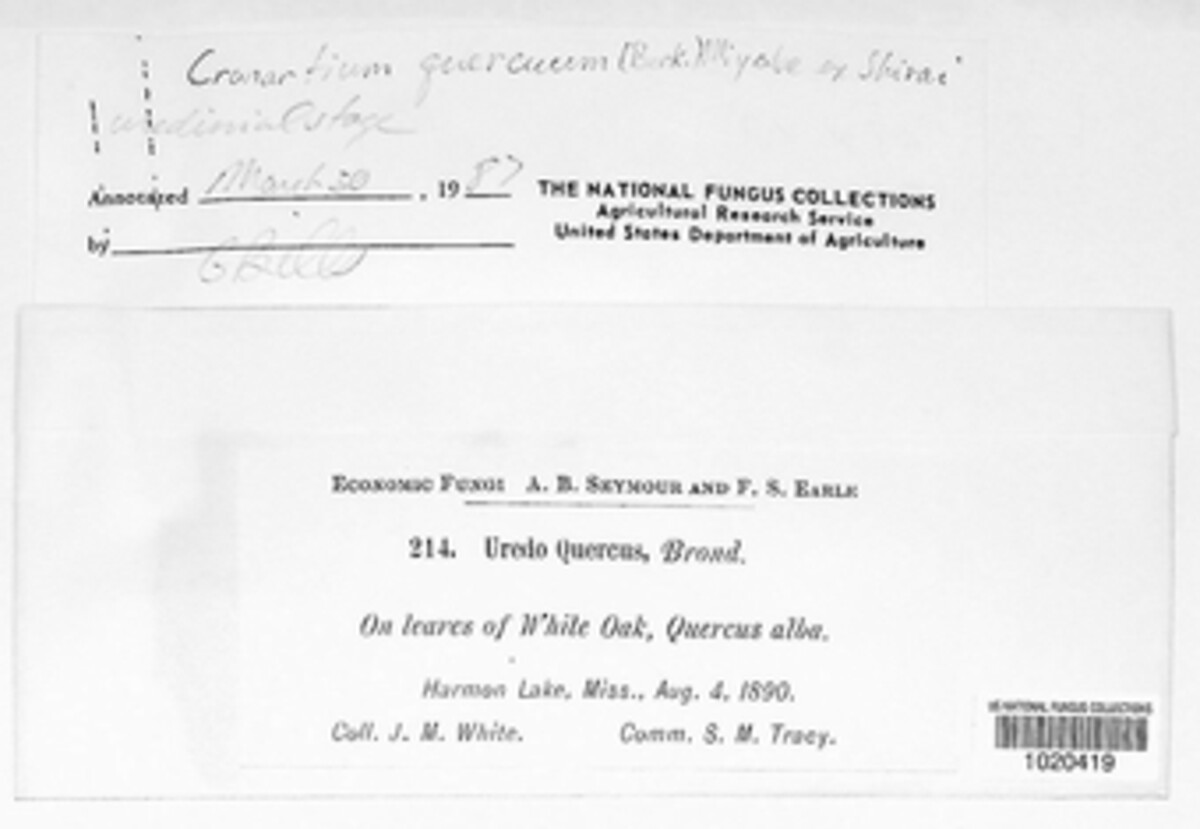 Cronartium quercuum (Berk.) Miyabe ex Shirai
uredinial stage
Annotated March 30, 1987
by GBills
THE NATIONAL FUNGUS COLLECTIONS
Agricultural Research Service
United States Department of Agriculture
ECONOMIC FUNGI A. B. SEYMOUR AND F. S. EARLE
214. Uredo Quercus, Brond.
On leaves of White Oak, Quercus alba.
Harmon Lake, Miss., Aug. 4, 1890.
Coll. J. M. White. Comm. S. M. Tracy.
US NATIONAL FUNGUS COLLECTIONS
1020419